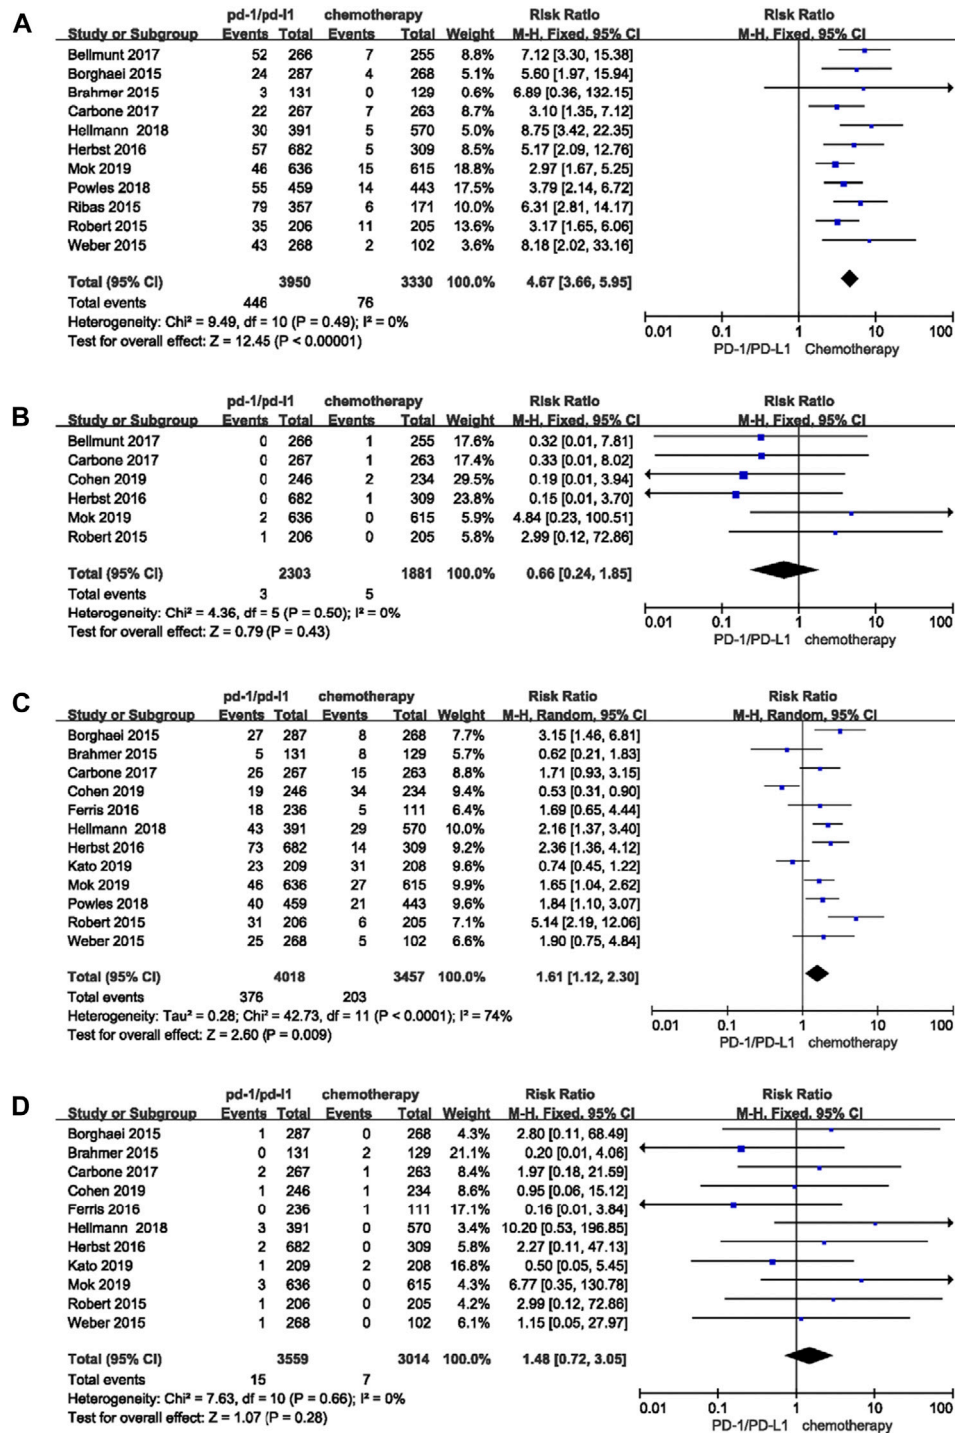 A
pd-1/pd-l1 chemotherapy Risk Ratio Risk Ratio
Study or Subgroup Events Total Events Total Weight M-H, Fixed, 95% CI M-H, Fixed, 95% CI
Bellmunt 2017 52 266 7 255 8.8% 7.12 [3.30, 15.38]
Borghaei 2015 24 287 4 268 5.1% 5.60 [1.97, 15.94]
Brahmer 2015 3 131 0 129 0.6% 6.89 [0.36, 132.15]
Carbone 2017 22 267 7 263 8.7% 3.10 [1.35, 7.12]
Hellmann 2018 30 391 5 570 5.0% 8.75 [3.42, 22.35]
Herbst 2016 57 682 5 309 8.5% 5.17 [2.09, 12.76]
Mok 2019 46 636 15 615 18.8% 2.97 [1.67, 5.25]
Powles 2018 55 459 14 443 17.5% 3.79 [2.14, 6.72]
Ribas 2015 79 357 6 171 10.0% 6.31 [2.81, 14.17]
Robert 2015 35 206 11 205 13.6% 3.17 [1.65, 6.06]
Weber 2015 43 268 2 102 3.6% 8.18 [2.02, 33.16]
Total (95% CI) 3950 3330 100.0% 4.67 [3.66, 5.95]
Total events 446 76
Heterogeneity: Chi² = 9.49, df = 10 (P = 0.49); I² = 0%
Test for overall effect: Z = 12.45 (P < 0.00001)
0.01 0.1 1 10 100
PD-1/PD-L1 Chemotherapy
B
pd-1/pd-l1 chemotherapy Risk Ratio Risk Ratio
Study or Subgroup Events Total Events Total Weight M-H, Fixed, 95% CI M-H, Fixed, 95% CI
Bellmunt 2017 0 266 1 255 17.6% 0.32 [0.01, 7.81]
Carbone 2017 0 267 1 263 17.4% 0.33 [0.01, 8.02]
Cohen 2019 0 246 2 234 29.5% 0.19 [0.01, 3.94]
Herbst 2016 0 682 1 309 23.8% 0.15 [0.01, 3.70]
Mok 2019 2 636 0 615 5.9% 4.84 [0.23, 100.51]
Robert 2015 1 206 0 205 5.8% 2.99 [0.12, 72.86]
Total (95% CI) 2303 1881 100.0% 0.66 [0.24, 1.85]
Total events 3 5
Heterogeneity: Chi² = 4.36, df = 5 (P = 0.50); I² = 0%
Test for overall effect: Z = 0.79 (P = 0.43)
0.01 0.1 1 10 100
PD-1/PD-L1 chemotherapy
C
pd-1/pd-l1 chemotherapy Risk Ratio Risk Ratio
Study or Subgroup Events Total Events Total Weight M-H, Random, 95% CI M-H, Random, 95% CI
Borghaei 2015 27 287 8 268 7.7% 3.15 [1.46, 6.81]
Brahmer 2015 5 131 8 129 5.7% 0.62 [0.21, 1.83]
Carbone 2017 26 267 15 263 8.8% 1.71 [0.93, 3.15]
Cohen 2019 19 246 34 234 9.4% 0.53 [0.31, 0.90]
Ferris 2016 18 236 5 111 6.4% 1.69 [0.65, 4.44]
Hellmann 2018 43 391 29 570 10.0% 2.16 [1.37, 3.40]
Herbst 2016 73 682 14 309 9.2% 2.36 [1.36, 4.12]
Kato 2019 23 209 31 208 9.6% 0.74 [0.45, 1.22]
Mok 2019 46 636 27 615 9.9% 1.65 [1.04, 2.62]
Powles 2018 40 459 21 443 9.6% 1.84 [1.10, 3.07]
Robert 2015 31 206 6 205 7.1% 5.14 [2.19, 12.06]
Weber 2015 25 268 5 102 6.6% 1.90 [0.75, 4.84]
Total (95% CI) 4018 3457 100.0% 1.61 [1.12, 2.30]
Total events 376 203
Heterogeneity: Tau² = 0.28; Chi² = 42.73, df = 11 (P < 0.0001); I² = 74%
Test for overall effect: Z = 2.60 (P = 0.009)
0.01 0.1 1 10 100
PD-1/PD-L1 chemotherapy
D
pd-1/pd-l1 chemotherapy Risk Ratio Risk Ratio
Study or Subgroup Events Total Events Total Weight M-H, Fixed, 95% CI M-H, Fixed, 95% CI
Borghaei 2015 1 287 0 268 4.3% 2.80 [0.11, 68.49]
Brahmer 2015 0 131 2 129 21.1% 0.20 [0.01, 4.06]
Carbone 2017 2 267 1 263 8.4% 1.97 [0.18, 21.59]
Cohen 2019 1 246 1 234 8.6% 0.95 [0.06, 15.12]
Ferris 2016 0 236 1 111 17.1% 0.16 [0.01, 3.84]
Hellmann 2018 3 391 0 570 3.4% 10.20 [0.53, 196.85]
Herbst 2016 2 682 0 309 5.8% 2.27 [0.11, 47.13]
Kato 2019 1 209 2 208 16.8% 0.50 [0.05, 5.45]
Mok 2019 3 636 0 615 4.3% 6.77 [0.35, 130.78]
Robert 2015 1 206 0 205 4.2% 2.99 [0.12, 72.86]
Weber 2015 1 268 0 102 6.1% 1.15 [0.05, 27.97]
Total (95% CI) 3559 3014 100.0% 1.48 [0.72, 3.05]
Total events 15 7
Heterogeneity: Chi² = 7.63, df = 10 (P = 0.66); I² = 0%
Test for overall effect: Z = 1.07 (P = 0.28)
0.01 0.1 1 10 100
PD-1/PD-L1 chemotherapy